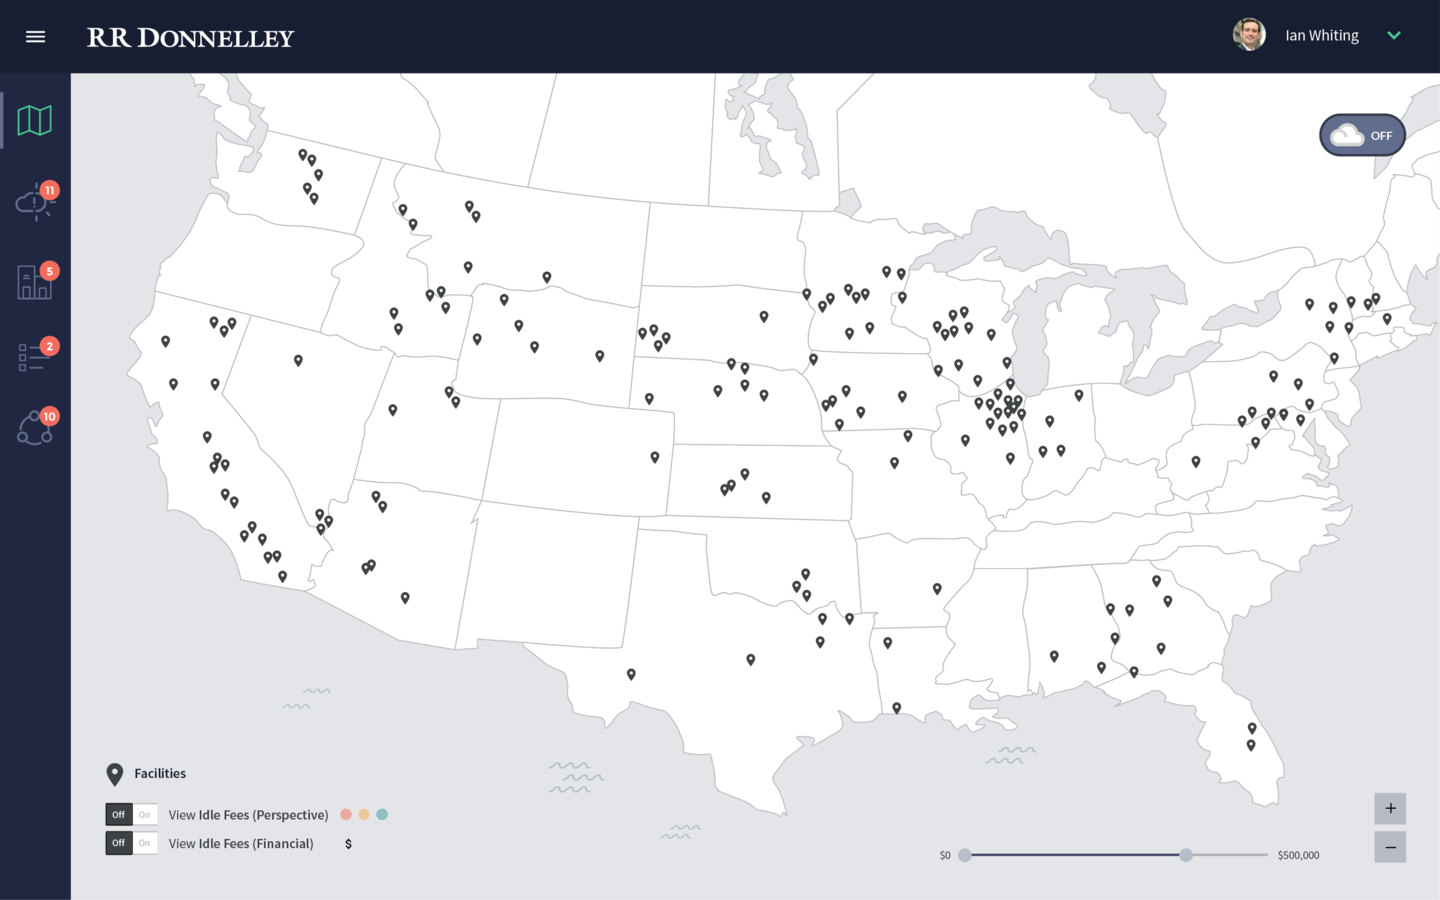 RR DONNELLEY
Ian Whiting
OFF
11
5
2
10
Facilities
Off On View Idle Fees (Perspective)
Off On View Idle Fees (Financial) $
$0 $500,000
+
−